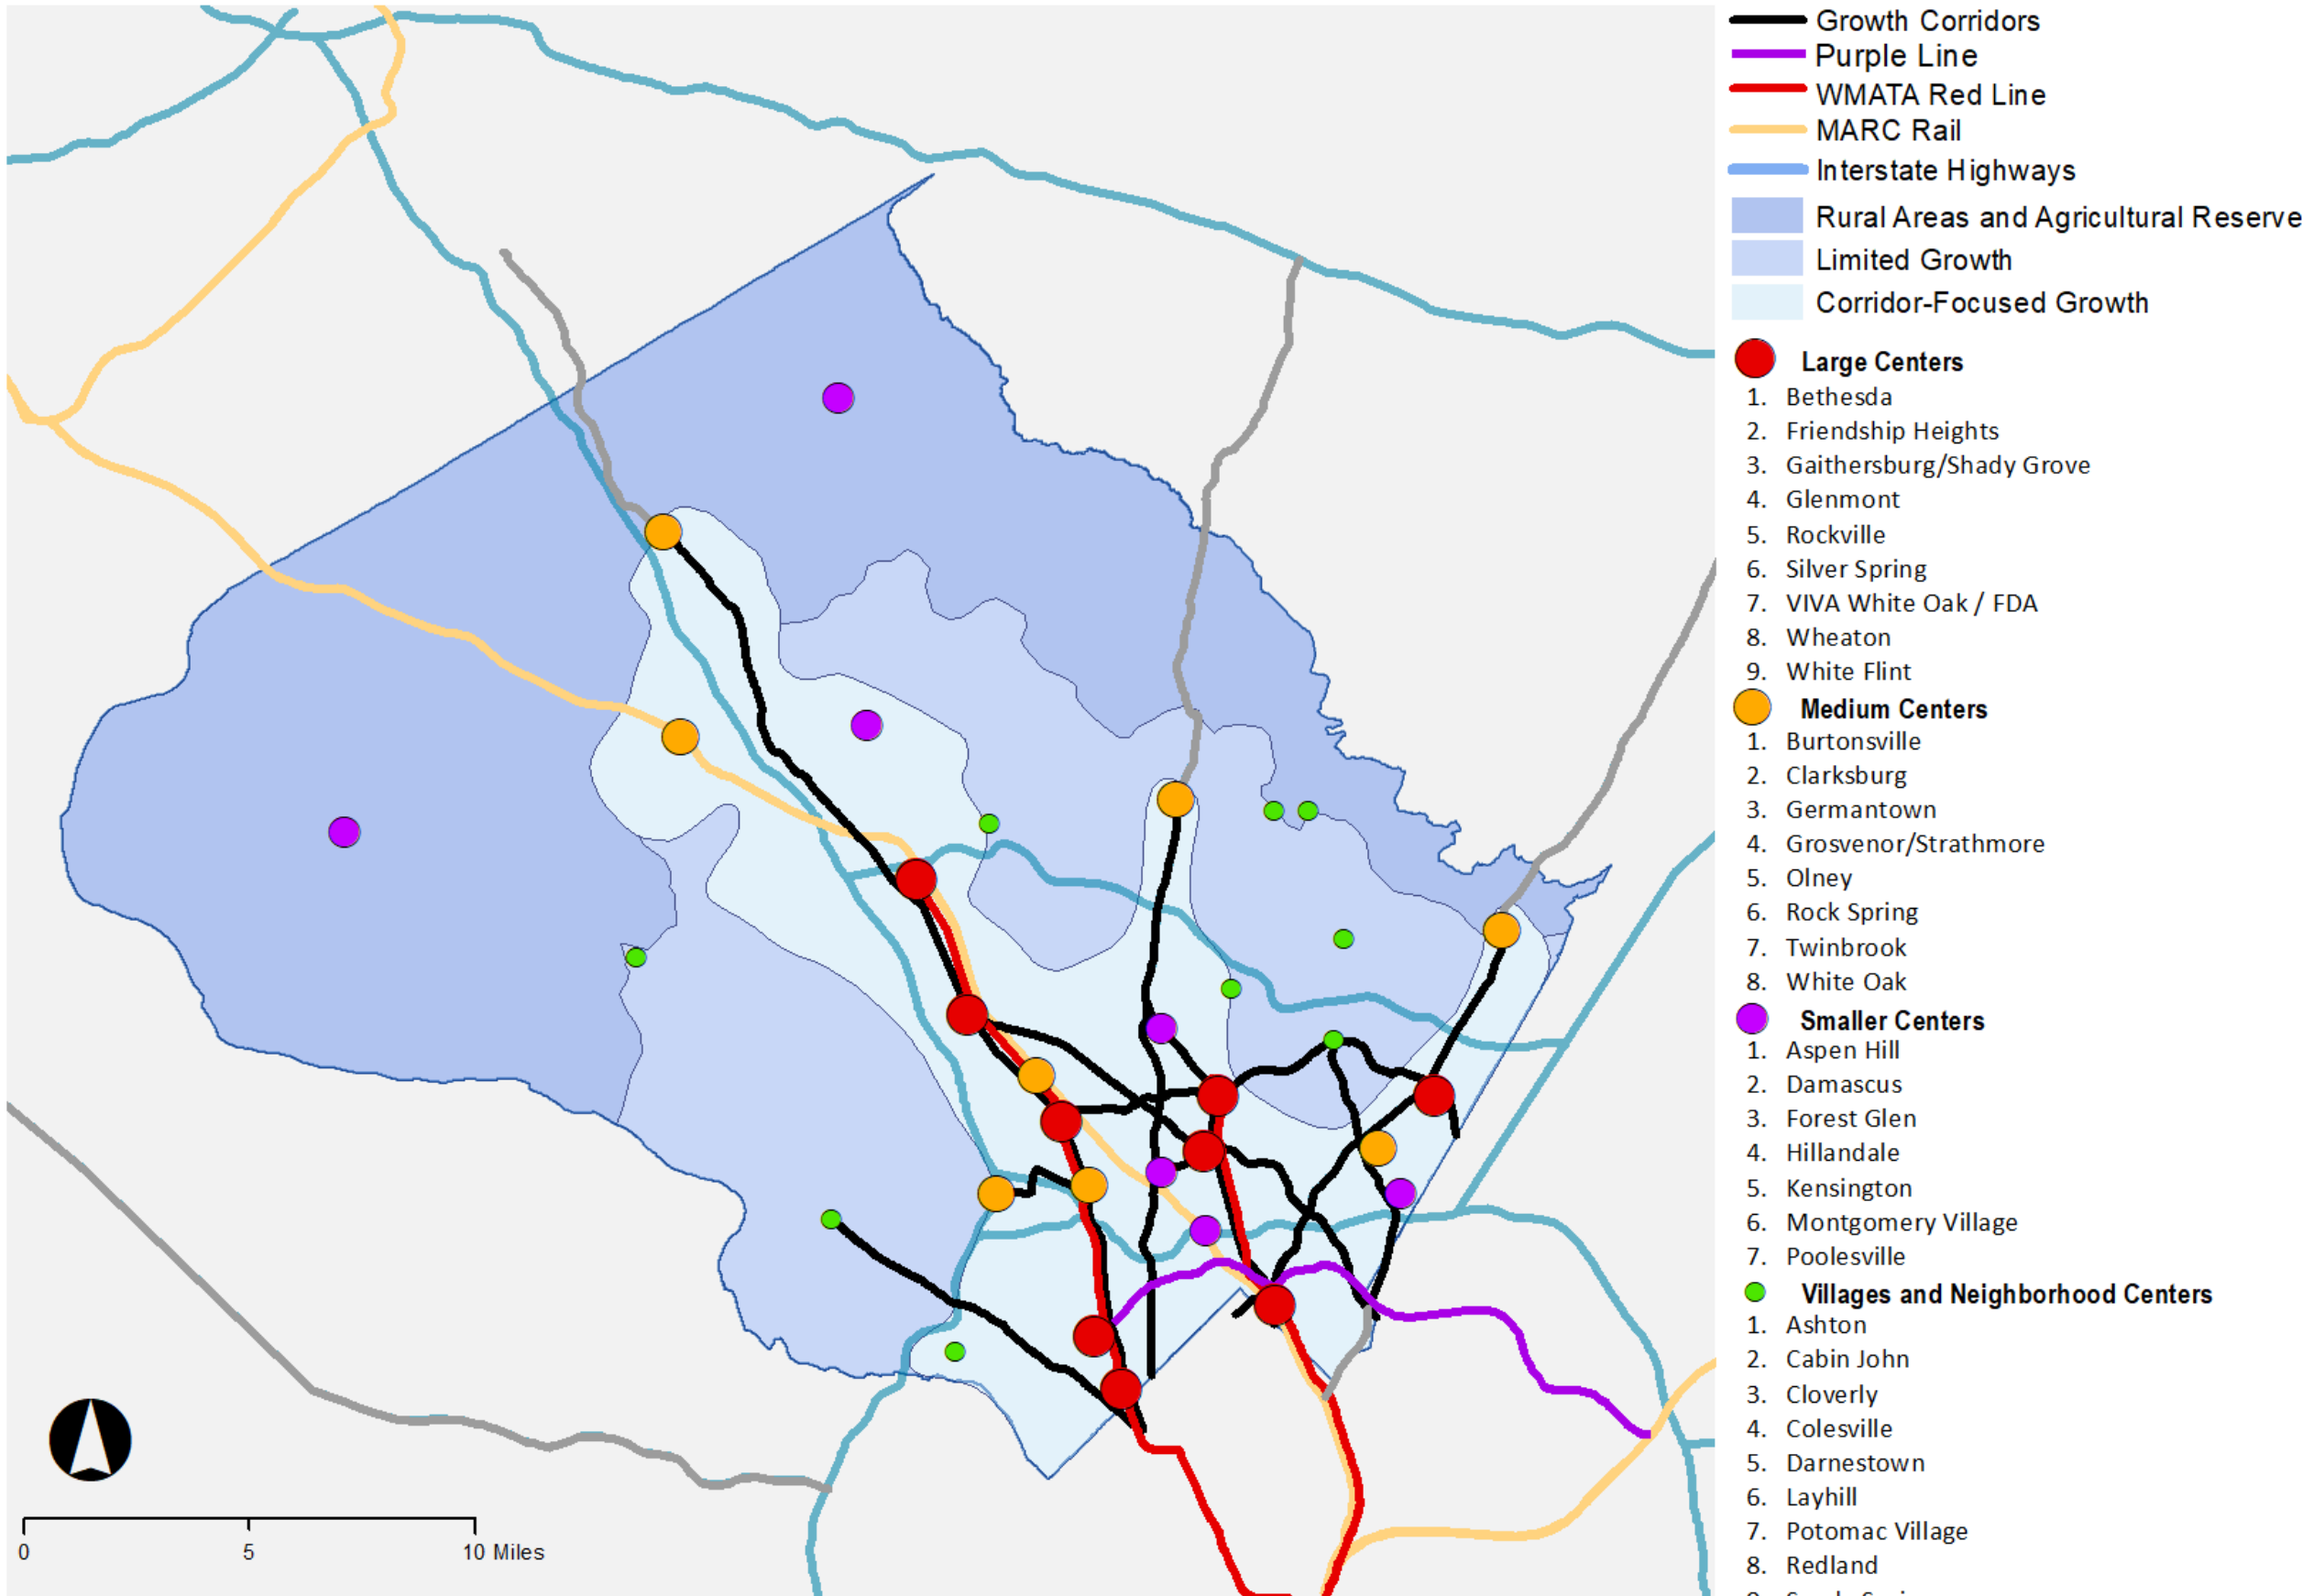 Growth Corridors
Purple Line
WMATA Red Line
MARC Rail
Interstate Highways
Rural Areas and Agricultural Reserve
Limited Growth
Corridor-Focused Growth
Large Centers
1. Bethesda
2. Friendship Heights
3. Gaithersburg/Shady Grove
4. Glenmont
5. Rockville
6. Silver Spring
7. VIVA White Oak / FDA
8. Wheaton
9. White Flint
Medium Centers
1. Burtonsville
2. Clarksburg
3. Germantown
4. Grosvenor/Strathmore
5. Olney
6. Rock Spring
7. Twinbrook
8. White Oak
Smaller Centers
1. Aspen Hill
2. Damascus
3. Forest Glen
4. Hillandale
5. Kensington
6. Montgomery Village
7. Poolesville
Villages and Neighborhood Centers
1. Ashton
2. Cabin John
3. Cloverly
4. Colesville
5. Darnestown
6. Layhill
7. Potomac Village
8. Redland
0 5 10 Miles